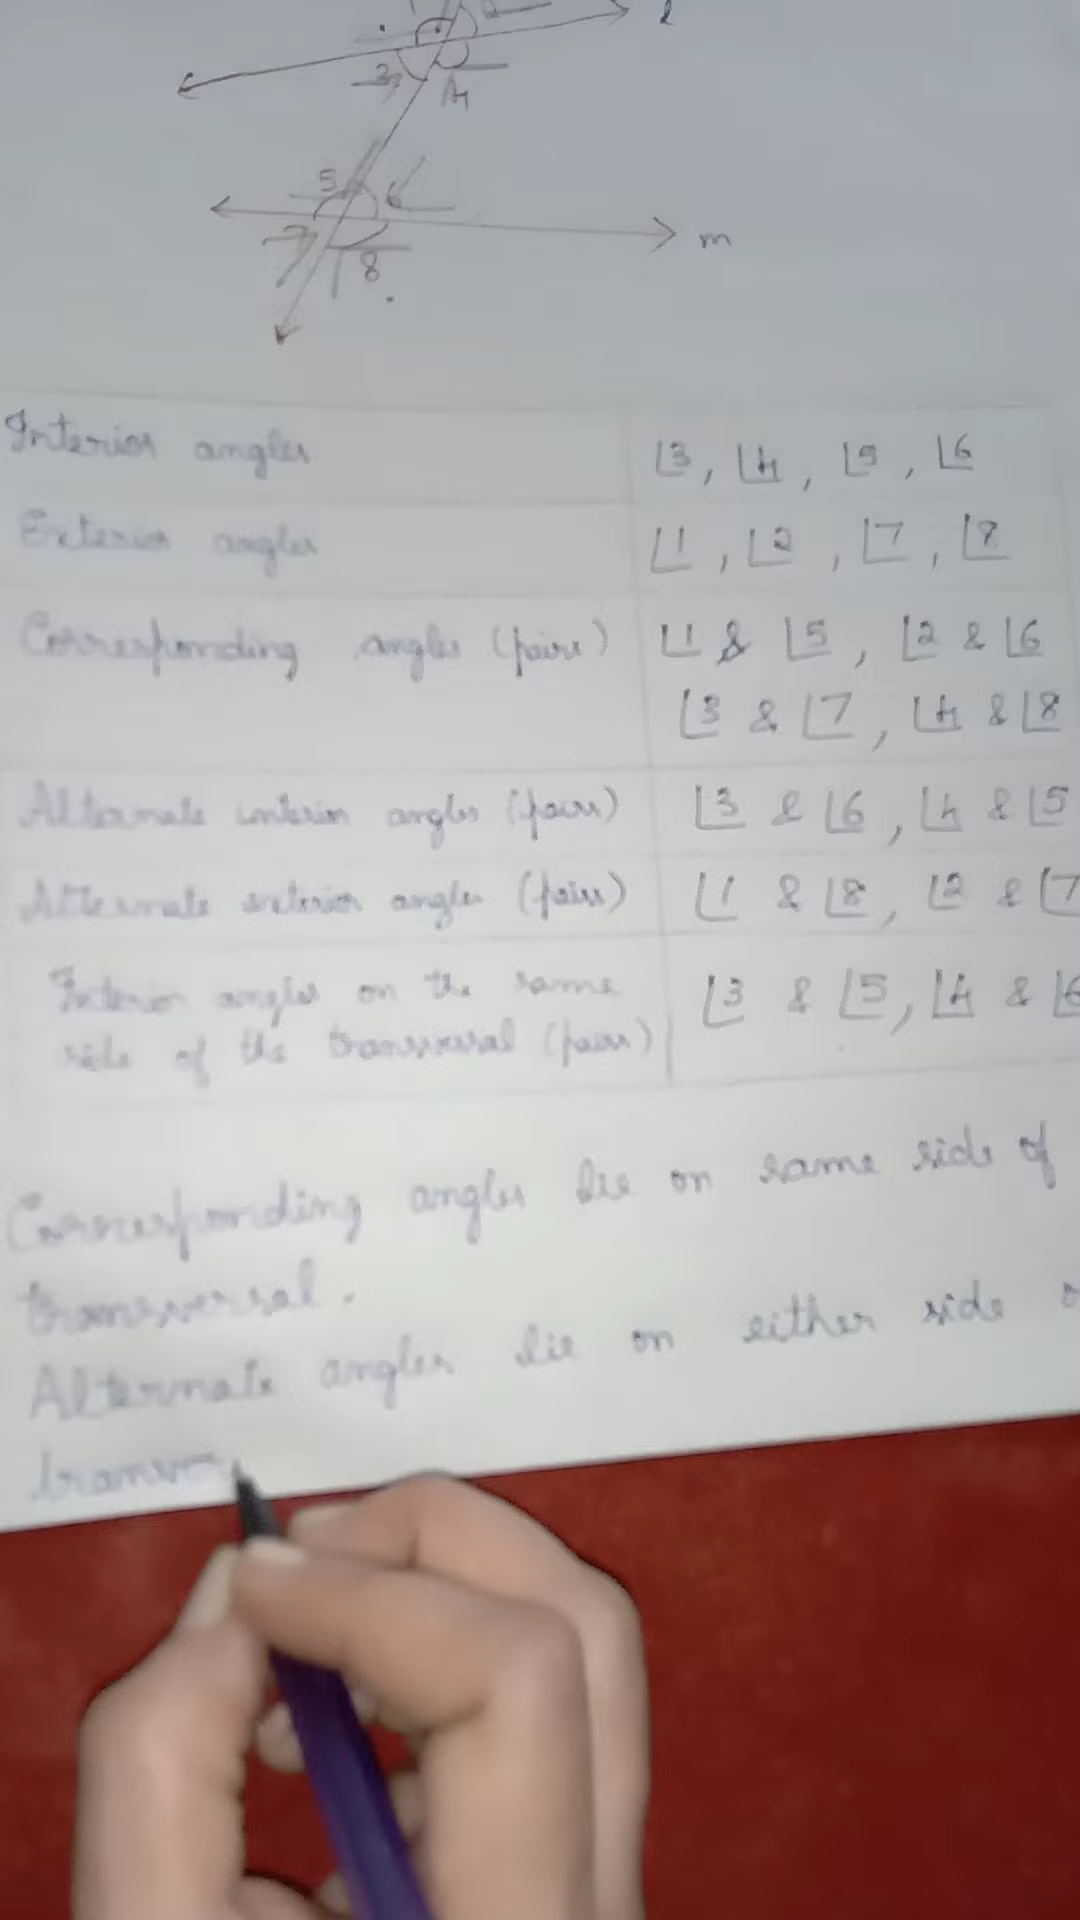 l
3
4
5 6
7
8
m
Interior angles ∠3, ∠4, ∠5, ∠6
Exterior angles ∠1, ∠2, ∠7, ∠8
Corresponding angles (pairs) ∠1 & ∠5, ∠2 & ∠6
∠3 & ∠7, ∠4 & ∠8
Alternate interior angles (pairs) ∠3 & ∠6, ∠4 & ∠5
Alternate exterior angles (pairs) ∠1 & ∠8, ∠2 & ∠7
Interior angles on the same ∠3 & ∠5, ∠4 & ∠6
side of the transversal (pairs)
Corresponding angles lie on same side of
transversal.
Alternate angles lie on either side